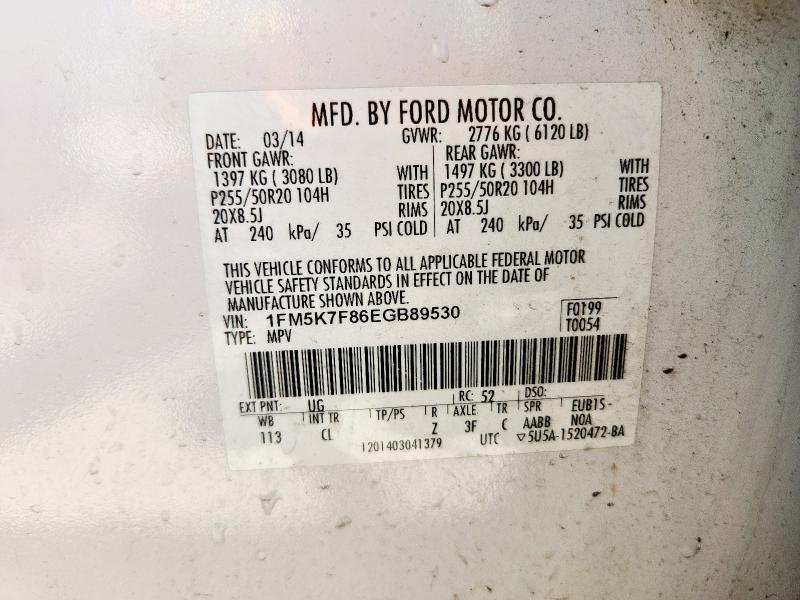 MFD. BY FORD MOTOR CO.
DATE: 03/14 GVWR: 2776 KG ( 6120 LB)
FRONT GAWR: REAR GAWR:
1397 KG ( 3080 LB) WITH 1497 KG ( 3300 LB) WITH
P255/50R20 104H TIRES P255/50R20 104H TIRES
20X8.5J RIMS 20X8.5J RIMS
AT 240 kPa/ 35 PSI COLD AT 240 kPa/ 35 PSI COLD
THIS VEHICLE CONFORMS TO ALL APPLICABLE FEDERAL MOTOR
VEHICLE SAFETY STANDARDS IN EFFECT ON THE DATE OF
MANUFACTURE SHOWN ABOVE.
VIN: 1FM5K7F86EGB89530 F0199
TYPE: MPV T0054
EXT PNT: UG RC: 52 DSO:
WB INT TR TP/PS R AXLE TR SPR EUB1S-
113 CL Z 3F C AABB NOA
1201403041379 UTC ▽5U5A-1520472-BA